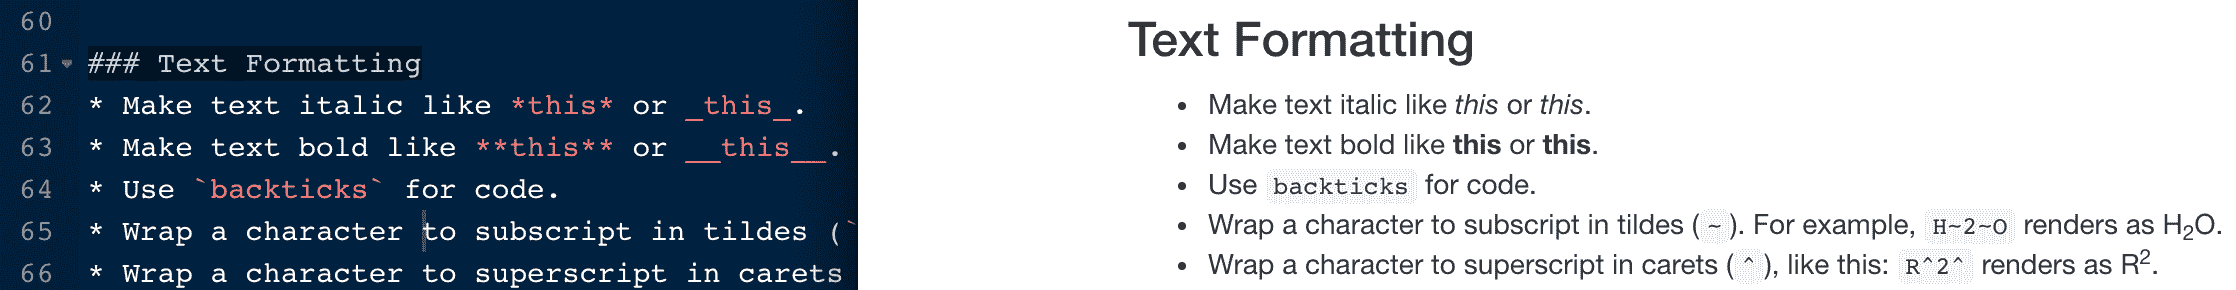 60
61 ### Text Formatting
62 * Make text italic like *this* or _this_.
63 * Make text bold like **this** or __this__.
64 * Use `backticks` for code.
65 * Wrap a character to subscript in tildes (`
66 * Wrap a character to superscript in carets
Text Formatting
• Make text italic like this or this.
• Make text bold like this or this.
• Use backticks for code.
• Wrap a character to subscript in tildes ( ~ ). For example, H~2~O renders as H₂O.
• Wrap a character to superscript in carets ( ^ ), like this: R^2^ renders as R².